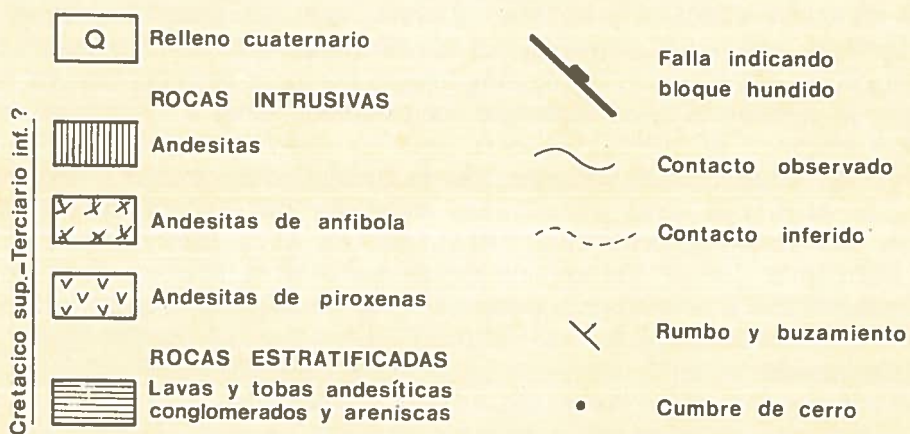 Q Relleno cuaternario
ROCAS INTRUSIVAS
Andesitas
Andesitas de anfibola
Andesitas de piroxenas
ROCAS ESTRATIFICADAS
Lavas y tobas andesíticas
conglomerados y areniscas
Cretacico sup.–Terciario inf. ?
Falla indicando
bloque hundido
Contacto observado
Contacto inferido
Rumbo y buzamiento
Cumbre de cerro